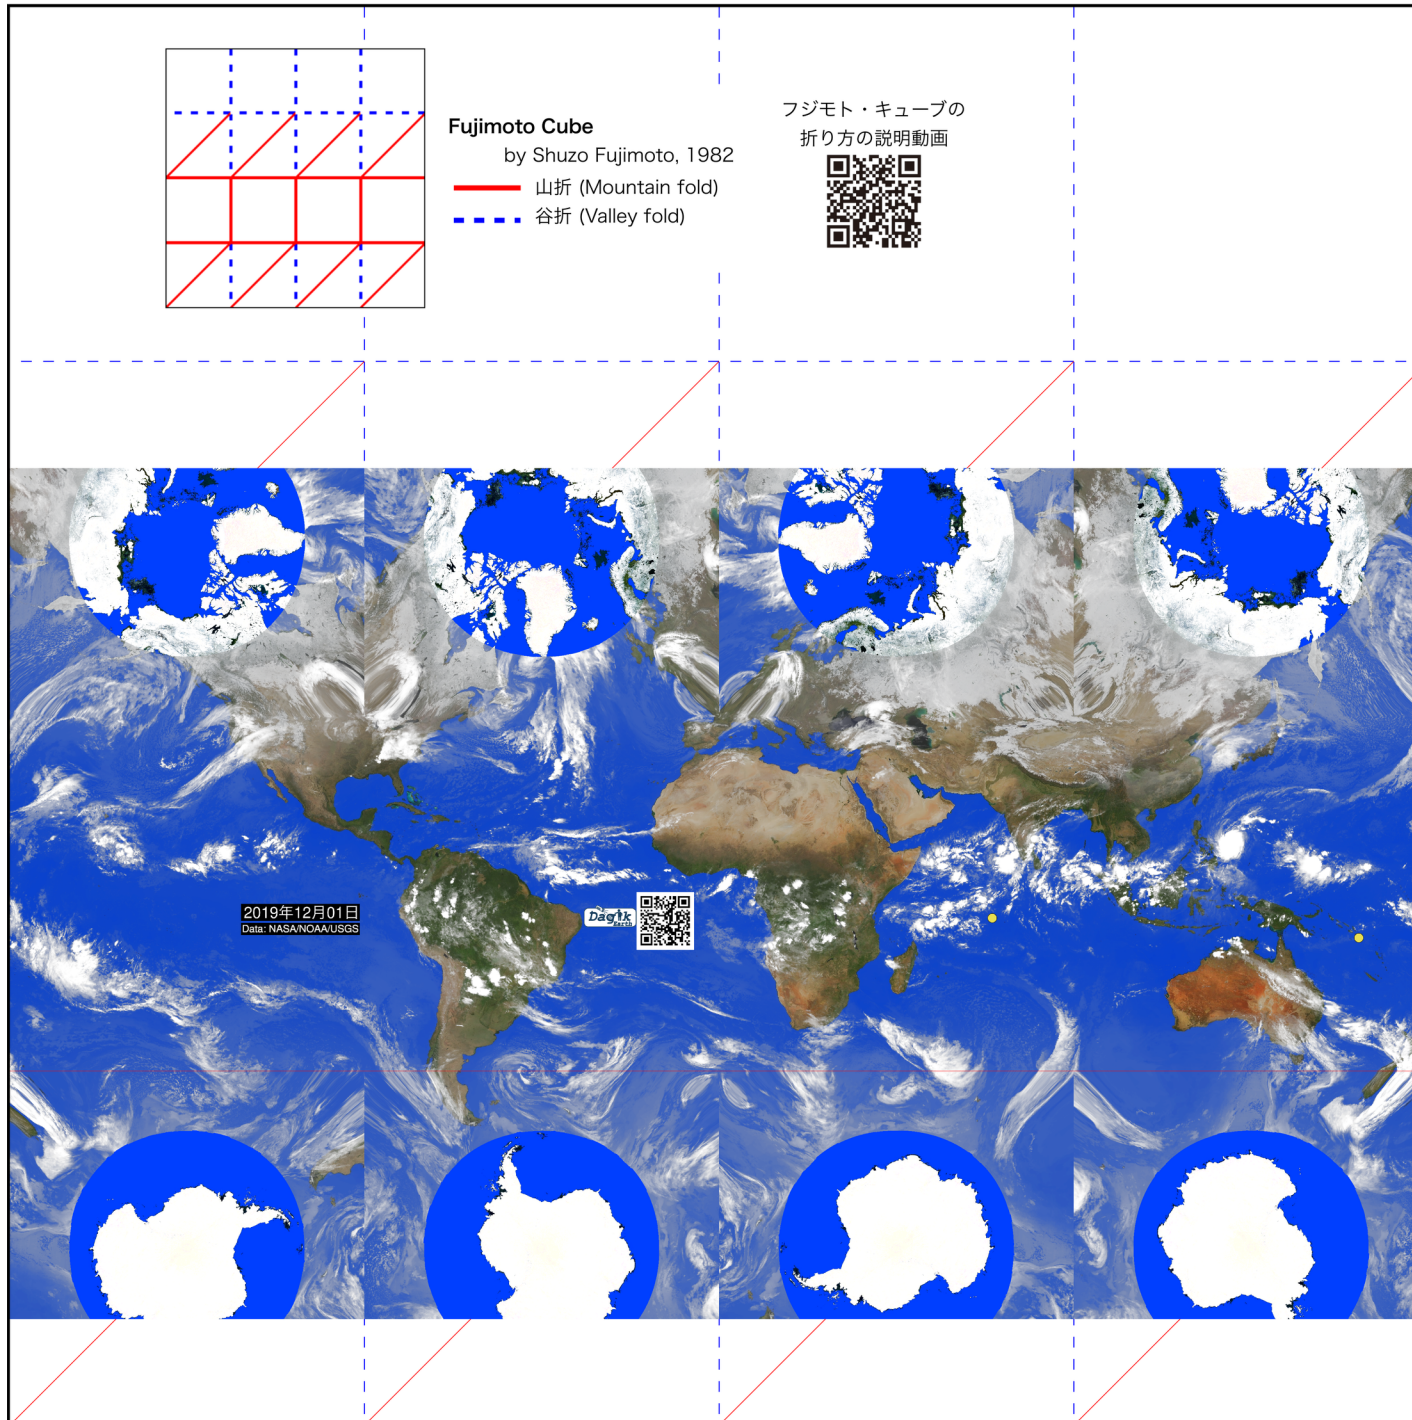 Fujimoto Cube
by Shuzo Fujimoto, 1982
山折 (Mountain fold)
谷折 (Valley fold)
フジモト・キューブの
折り方の説明動画
2019年12月01日
Data: NASA/NOAA/USGS
Dagik
Earth